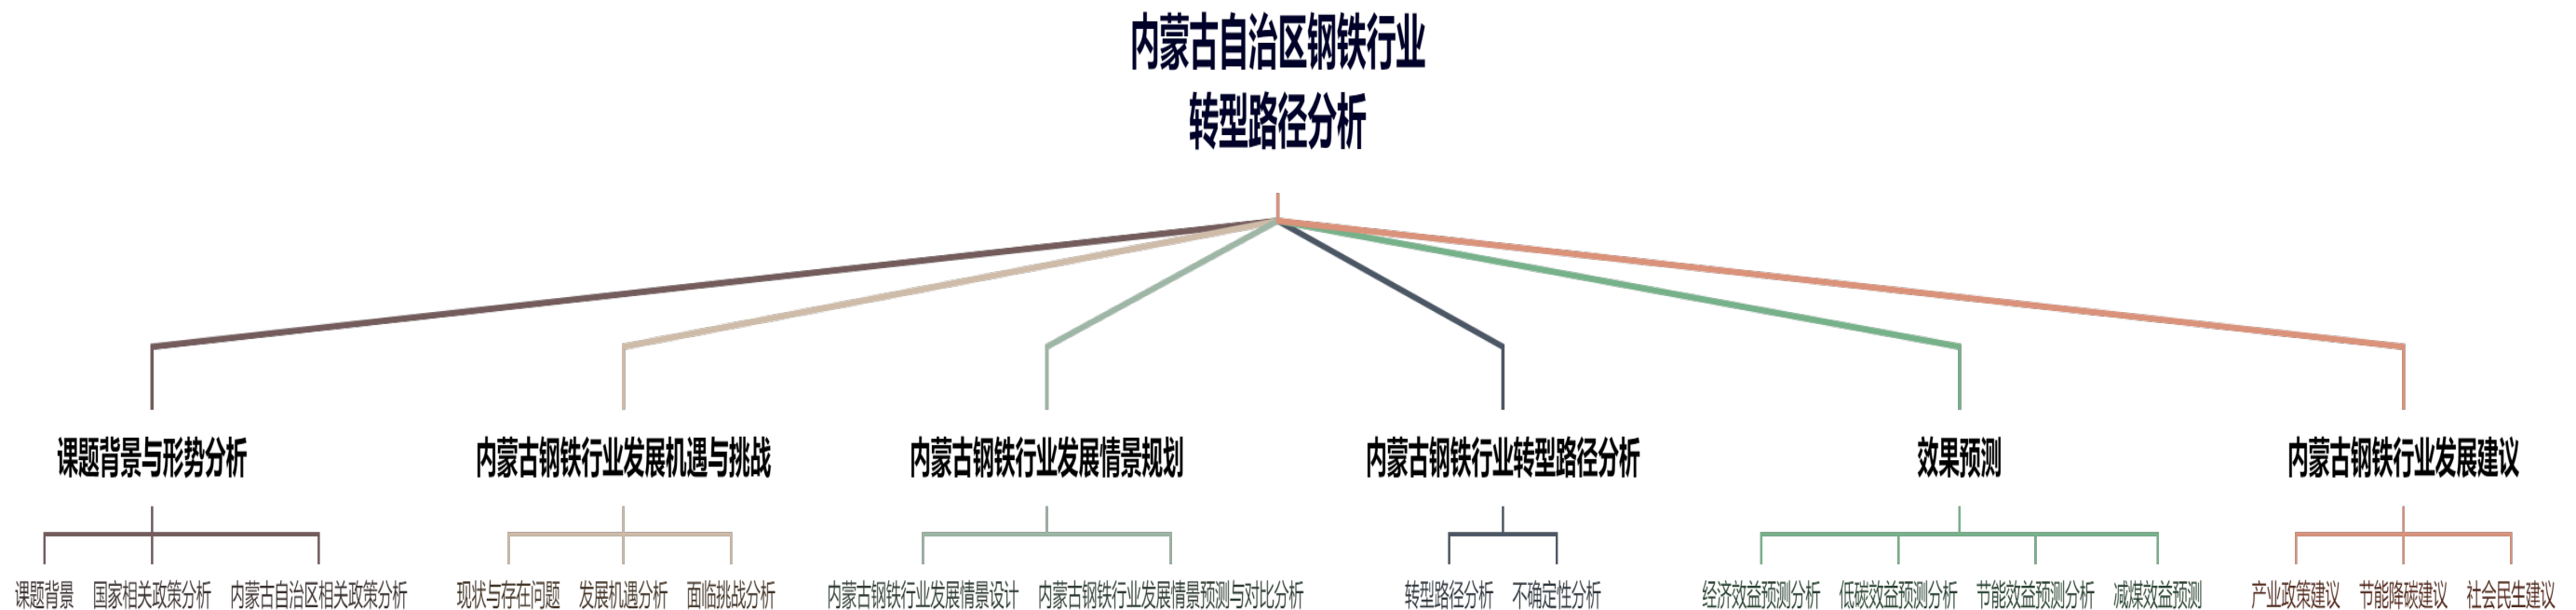 内蒙古自治区钢铁行业
转型路径分析
课题背景与形势分析
内蒙古钢铁行业发展机遇与挑战
内蒙古钢铁行业发展情景规划
内蒙古钢铁行业转型路径分析
效果预测
内蒙古钢铁行业发展建议
课题背景
国家相关政策分析
内蒙古自治区相关政策分析
现状与存在问题
发展机遇分析
面临挑战分析
内蒙古钢铁行业发展情景设计
内蒙古钢铁行业发展情景预测与对比分析
转型路径分析
不确定性分析
经济效益预测分析
低碳效益预测分析
节能效益预测分析
减煤效益预测
产业政策建议
节能降碳建议
社会民生建议